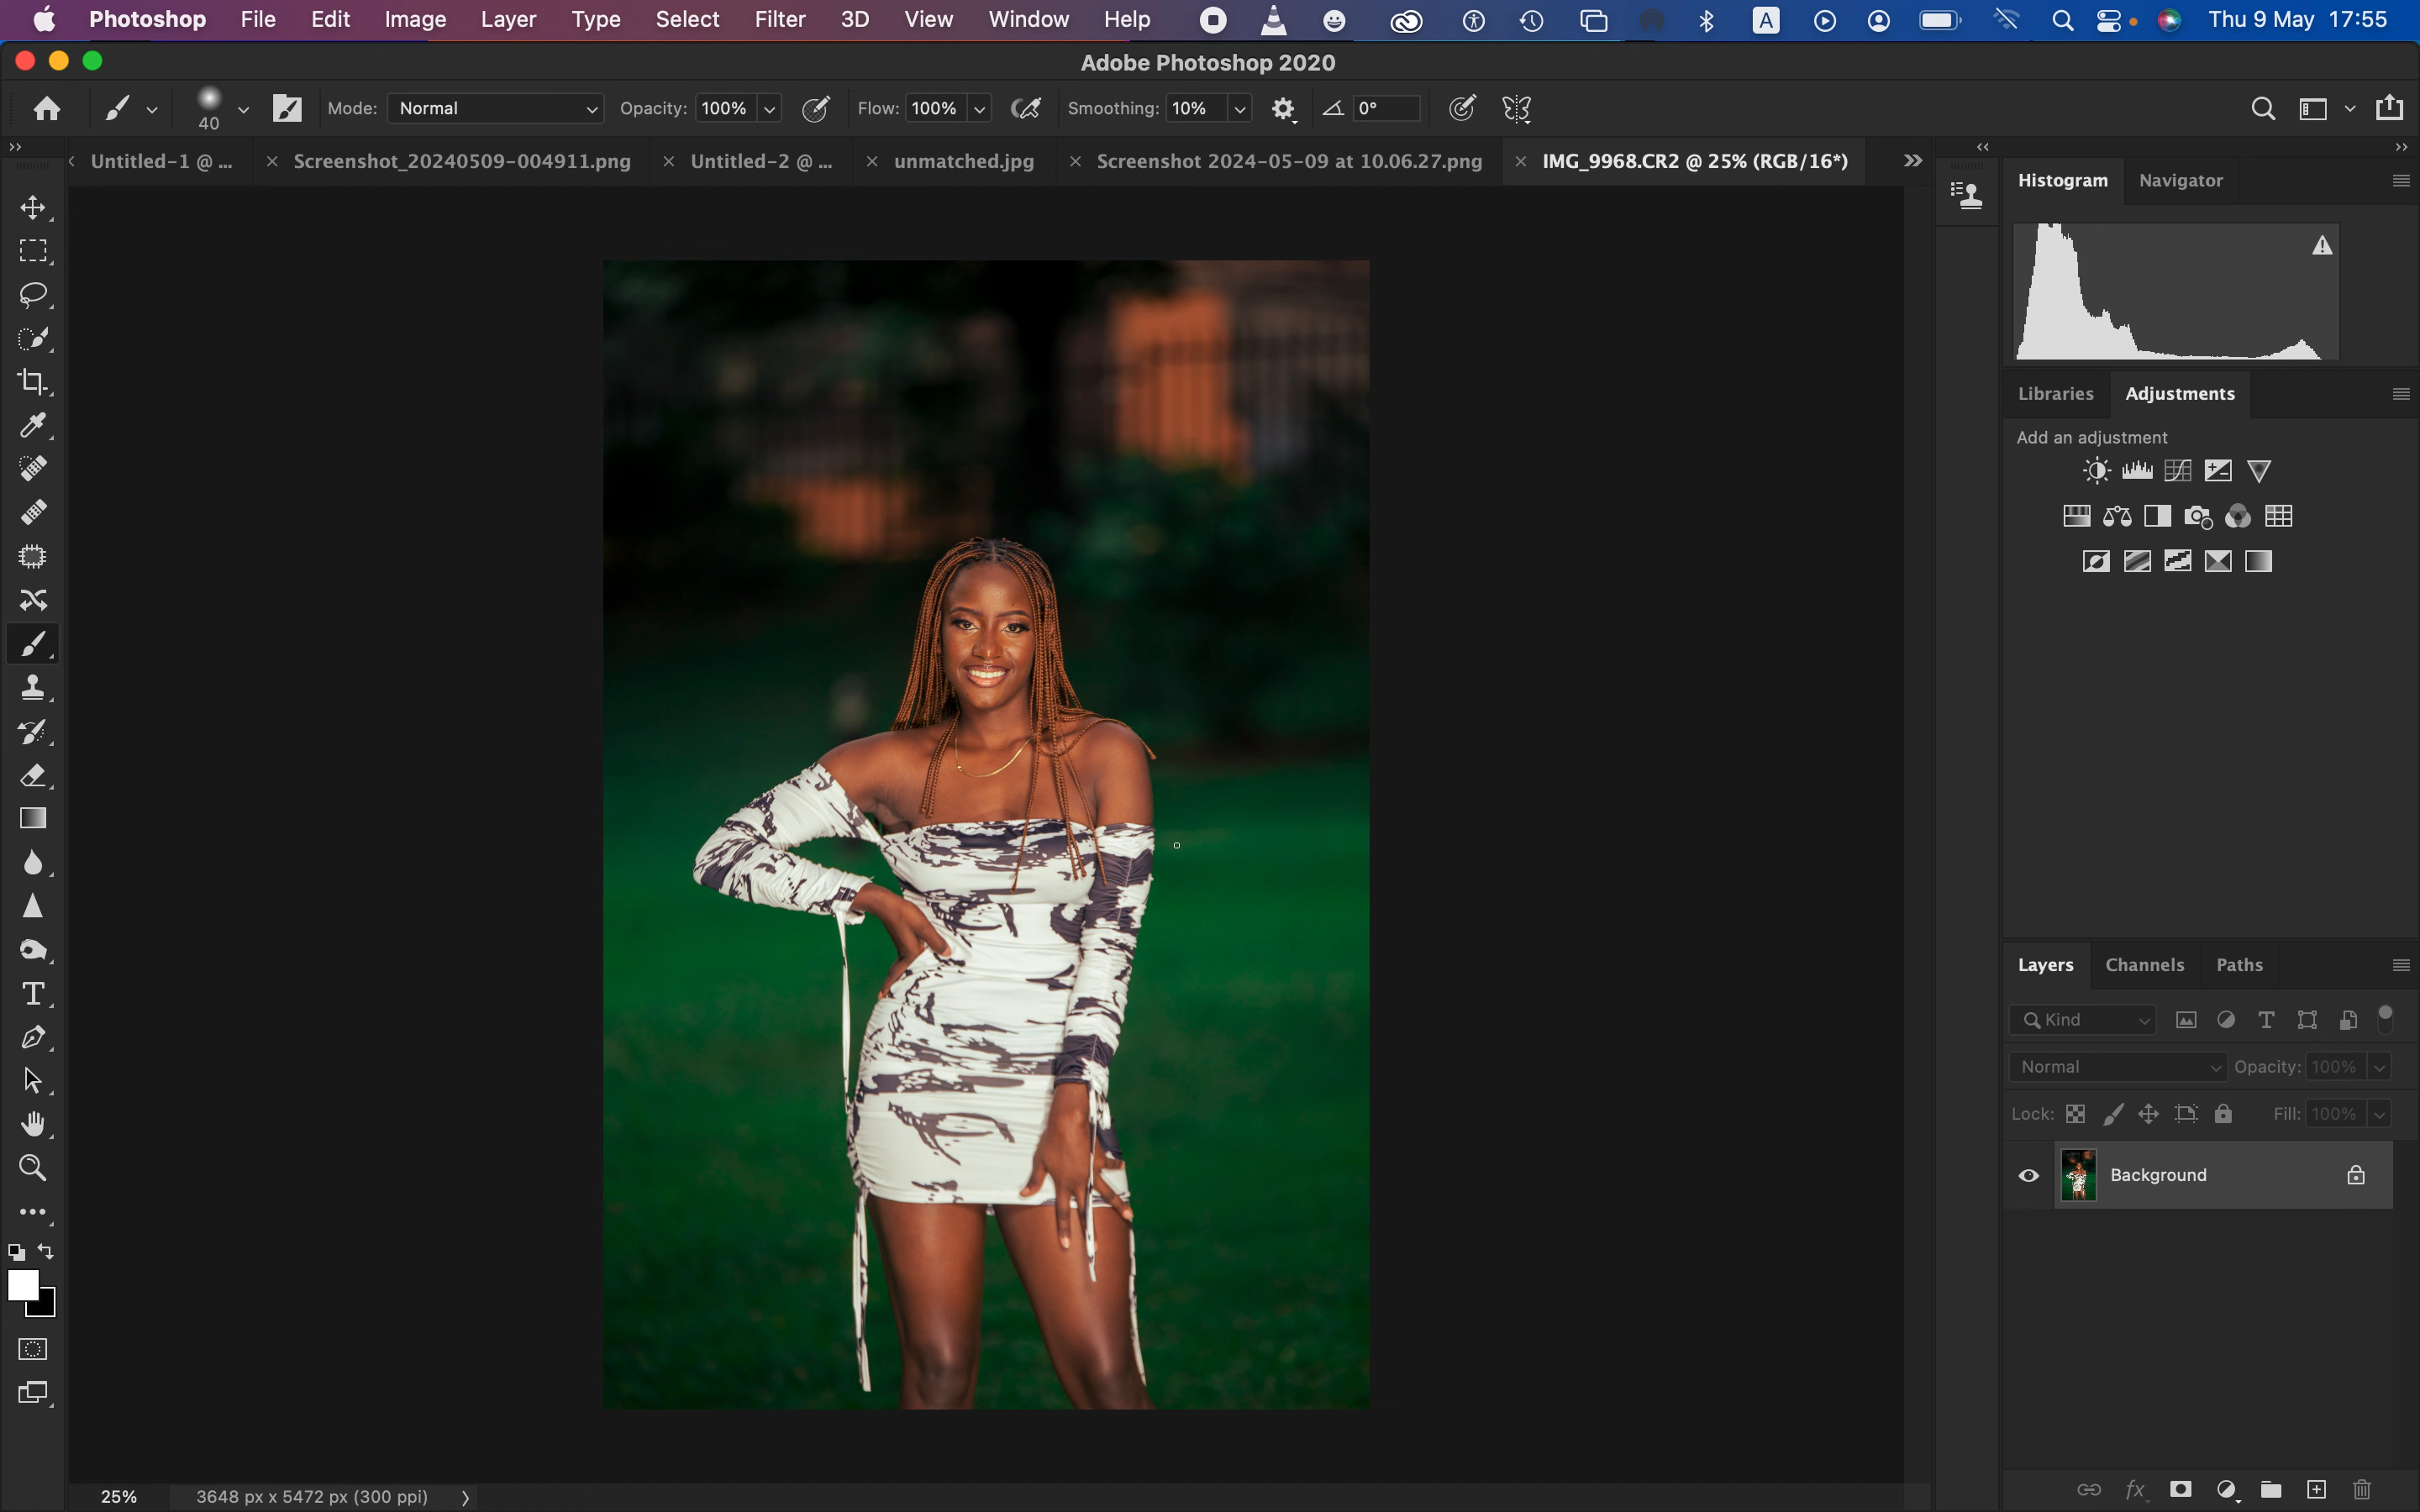 Photoshop File Edit Image Layer Type Select Filter 3D View Window Help A Thu 9 May 17:55
Adobe Photoshop 2020
40 Mode: Normal Opacity: 100% Flow: 100% Smoothing: 10% 0°
Untitled-1 @ ... Screenshot_20240509-004911.png Untitled-2 @ ... unmatched.jpg Screenshot 2024-05-09 at 10.06.27.png IMG_9968.CR2 @ 25% (RGB/16*)
Histogram Navigator
Libraries Adjustments
Add an adjustment
Layers Channels Paths
Kind
Normal Opacity: 100%
Lock: Fill: 100%
Background
fx
25% 3648 px x 5472 px (300 ppi)